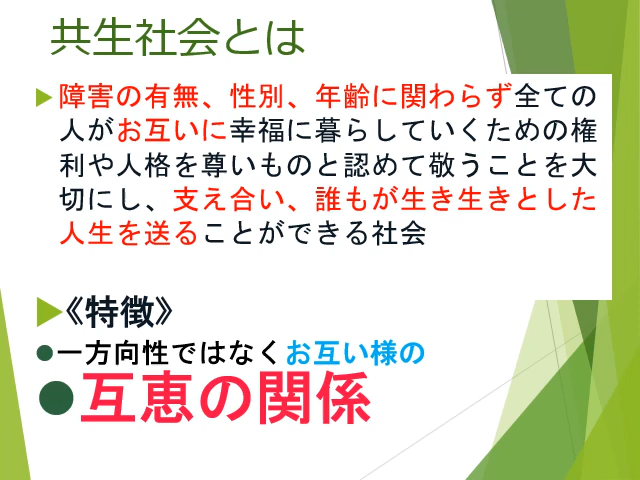 共生社会とは
障害の有無、性別、年齢に関わらず全ての
人がお互いに幸福に暮らしていくための権
利や人格を尊いものと認めて敬うことを大
切にし、支え合い、誰もが生き生きとした
人生を送ることができる社会
《特徴》
一方向性ではなくお互い様の
互恵の関係